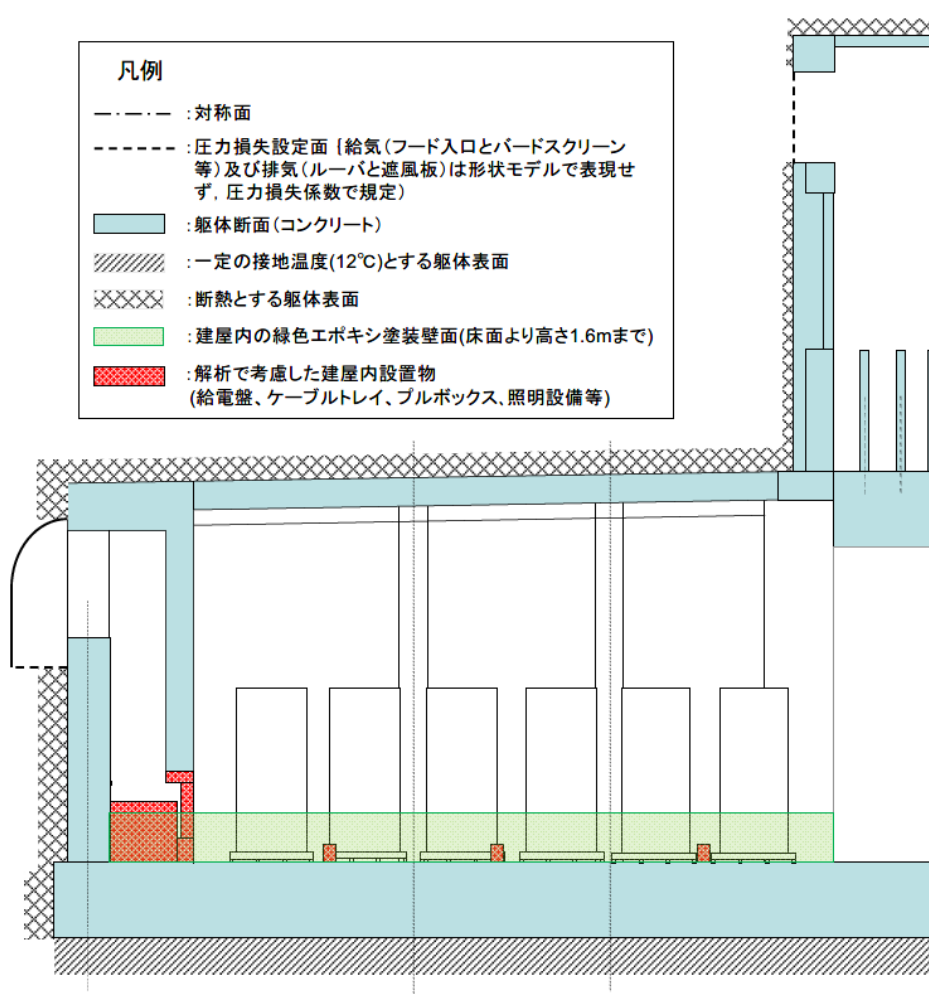 凡例
:対称面
:圧力損失設定面 {給気(フード入口とバードスクリーン
等)及び排気(ルーバと遮風板)は形状モデルで表現せ
ず，圧力損失係数で規定)
:躯体断面(コンクリート)
:一定の接地温度(12℃)とする躯体表面
:断熱とする躯体表面
:建屋内の緑色エポキシ塗装壁面(床面より高さ1.6mまで)
:解析で考慮した建屋内設置物
(給電盤、ケーブルトレイ、プルボックス、照明設備等)